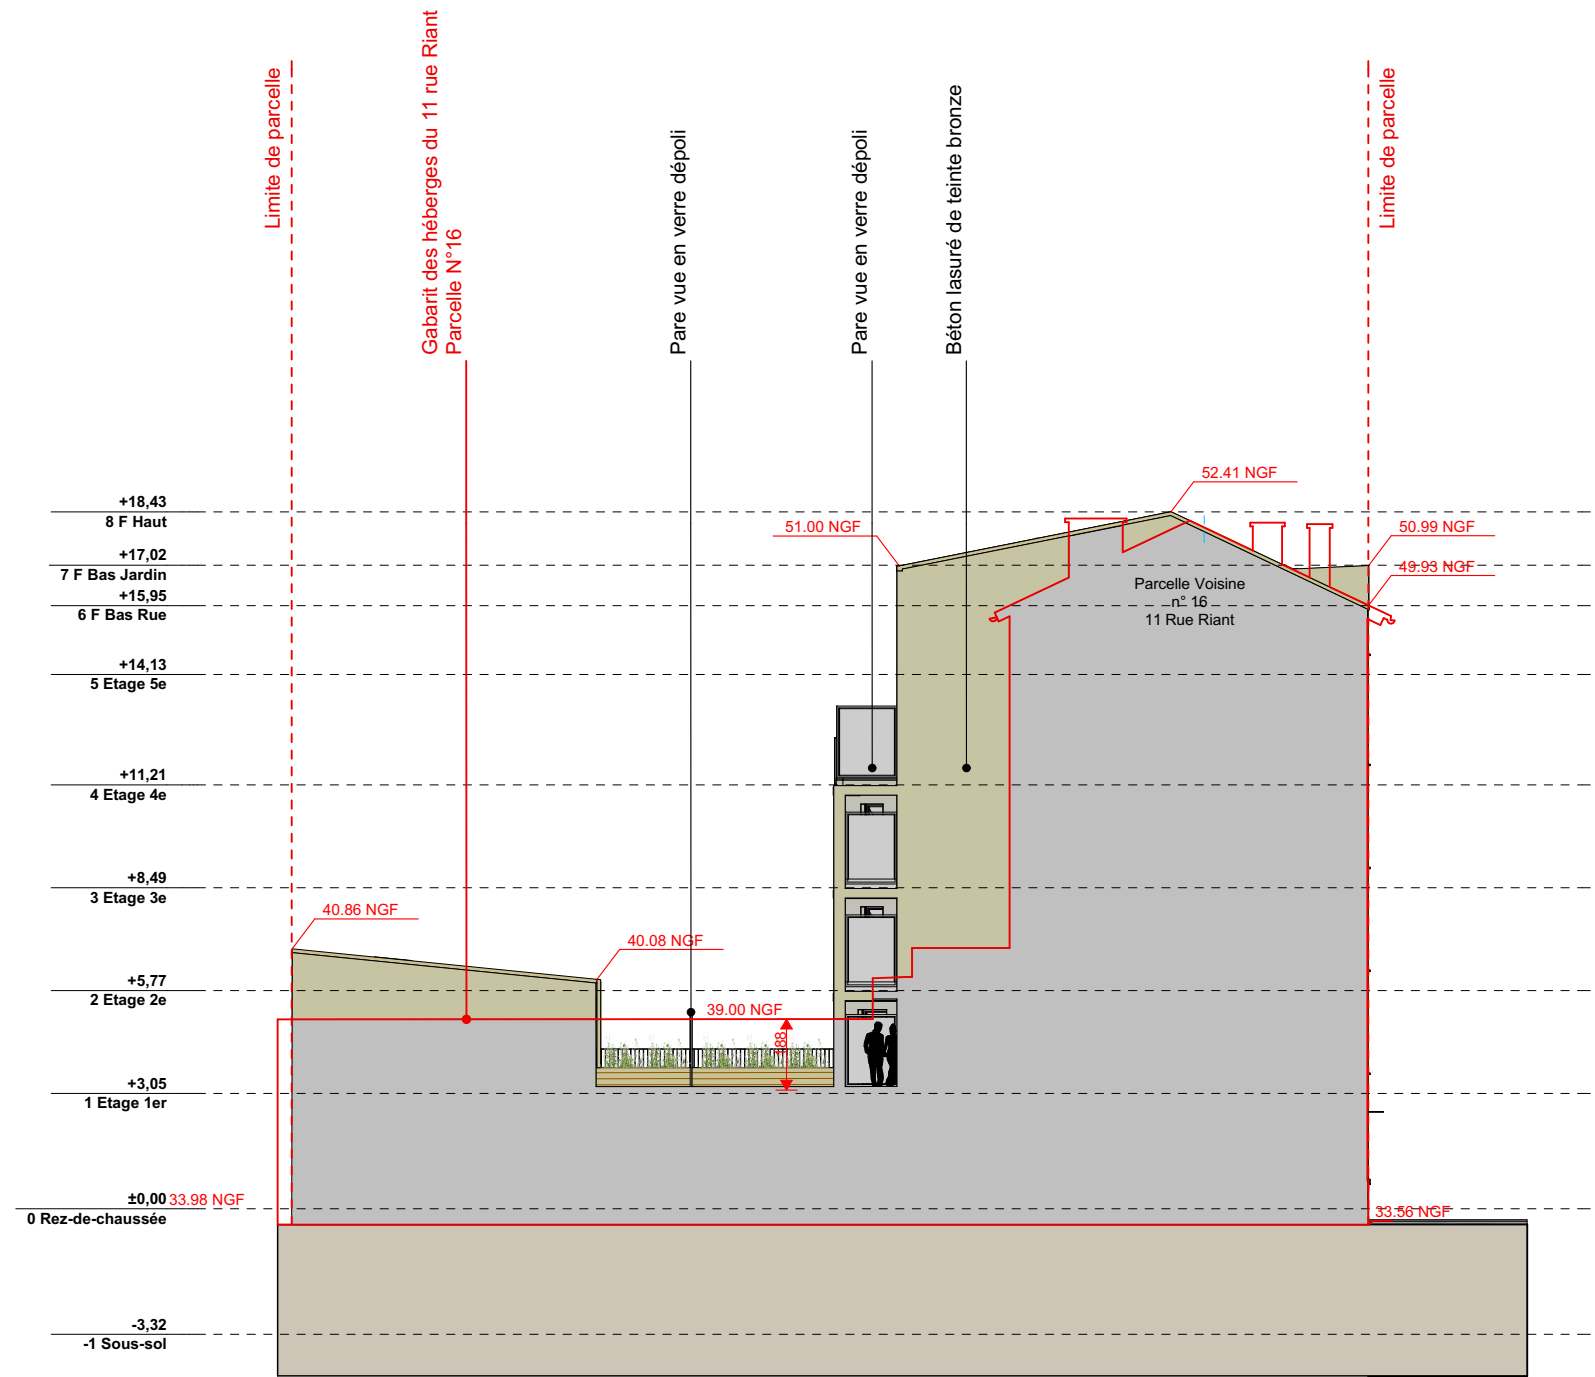 Limite de parcelle
Gabarit des héberges du 11 rue Riant
Parcelle N°16
Pare vue en verre dépoli
Pare vue en verre dépoli
Béton lasuré de teinte bronze
Limite de parcelle
52.41 NGF
51.00 NGF
50.99 NGF
49.93 NGF
+18,43
8 F Haut
+17,02
7 F Bas Jardin
+15,95
6 F Bas Rue
Parcelle Voisine
n° 16
11 Rue Riant
+14,13
5 Etage 5e
+11,21
4 Etage 4e
+8,49
3 Etage 3e
40.86 NGF
40.08 NGF
+5,77
2 Etage 2e
39.00 NGF
188
+3,05
1 Etage 1er
±0,00 33.98 NGF
0 Rez-de-chaussée
33.56 NGF
-3,32
-1 Sous-sol